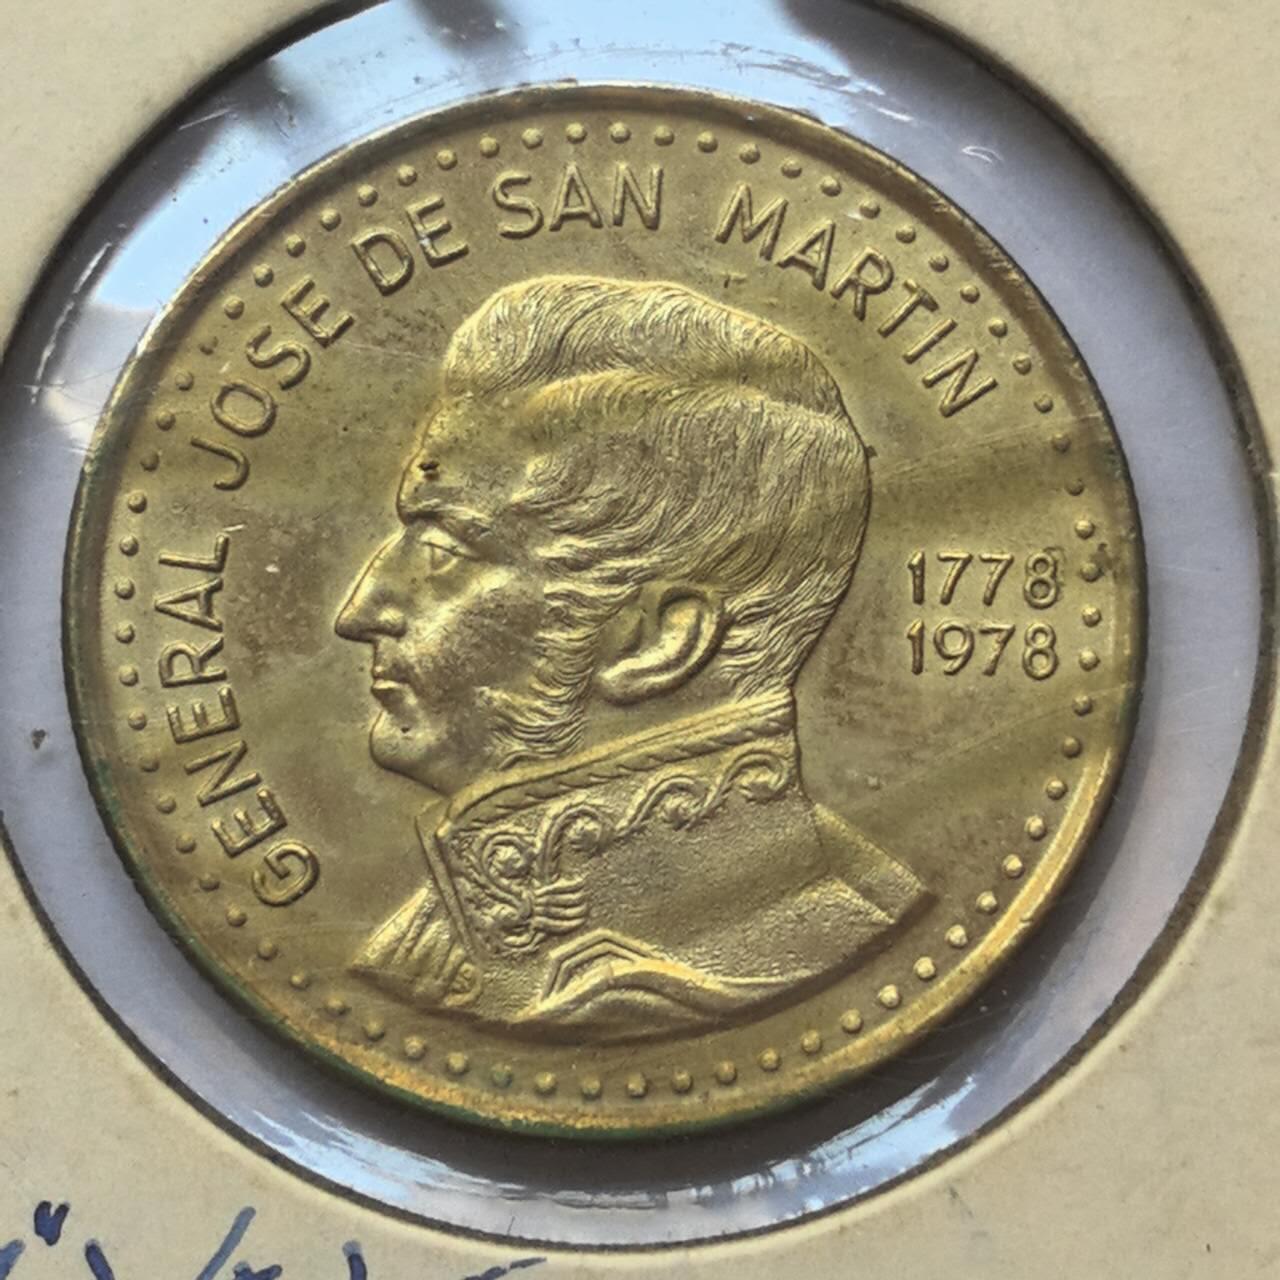 GENERAL JOSE DE SAN MARTIN
1778
1978